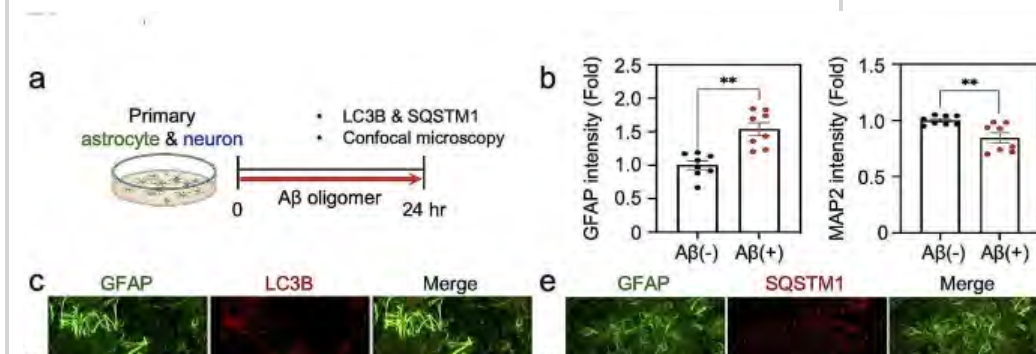 a
Primary
astrocyte & neuron
• LC3B & SQSTM1
• Confocal microscopy
0
Aβ oligomer
24 hr
b
GFAP intensity (Fold)
2.5
2.0
1.5
1.0
0.5
0
**
Aβ(-)
Aβ(+)
MAP2 intensity (Fold)
1.5
1.0
0.5
0
**
Aβ(-)
Aβ(+)
c
GFAP
LC3B
Merge
e
GFAP
SQSTM1
Merge